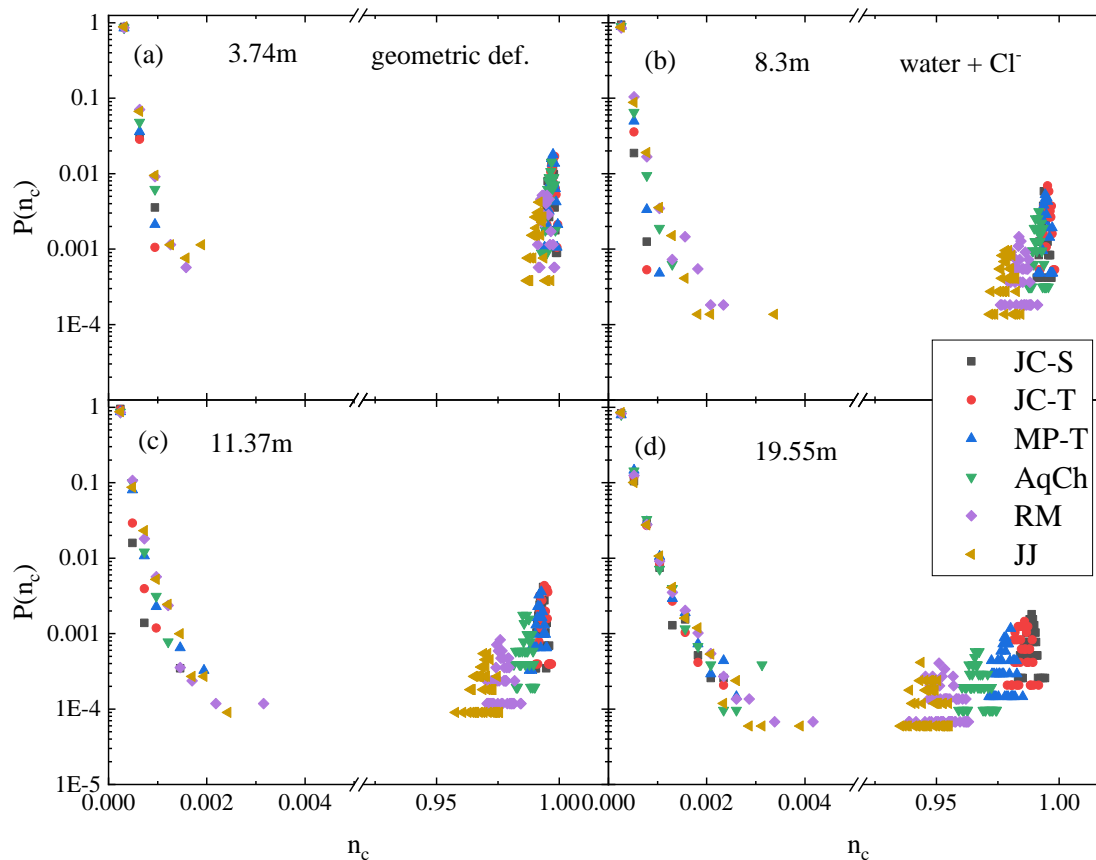 (a) 3.74m geometric def.
(b) 8.3m water + Cl⁻
1
0.1
0.01
0.001
1E-4
P(n_c)
JC-S
JC-T
MP-T
AqCh
RM
JJ
(c) 11.37m
(d) 19.55m
1
0.1
0.01
0.001
1E-4
1E-5
P(n_c)
0.000 0.002 0.004 0.95 1.000.000 0.002 0.004 0.95 1.00
n_c n_c